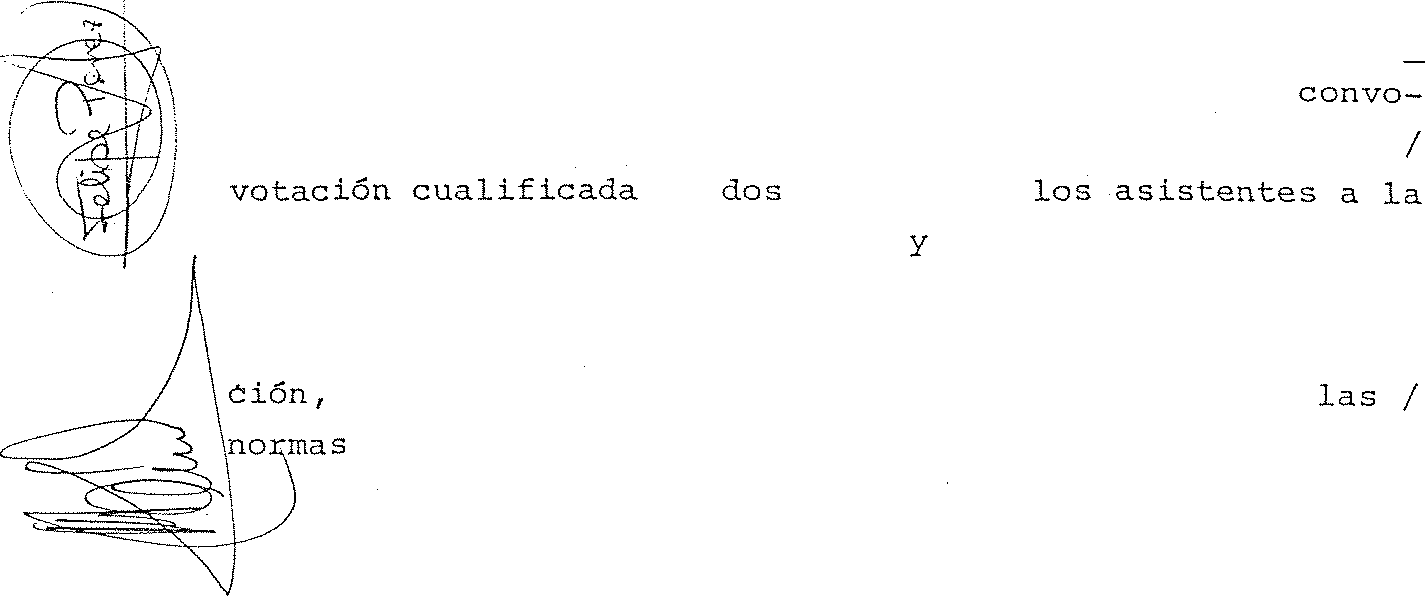 convo-
/
votación cualificada dos los asistentes a la
y
ción, las /
normas